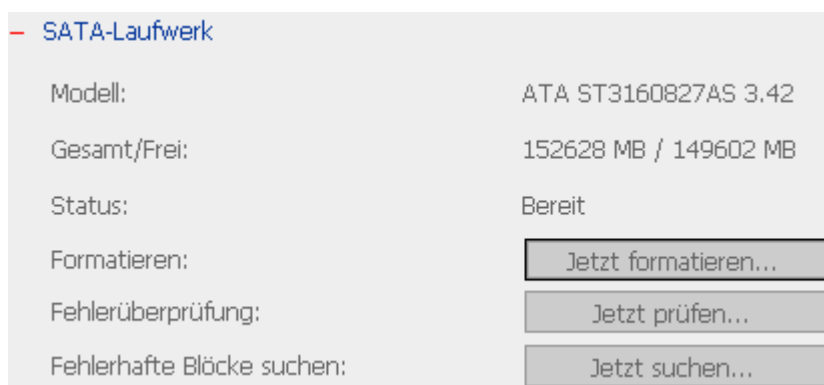 – SATA-Laufwerk
Modell: ATA ST3160827AS 3.42
Gesamt/Frei: 152628 MB / 149602 MB
Status: Bereit
Formatieren: Jetzt formatieren...
Fehlerüberprüfung: Jetzt prüfen...
Fehlerhafte Blöcke suchen: Jetzt suchen...